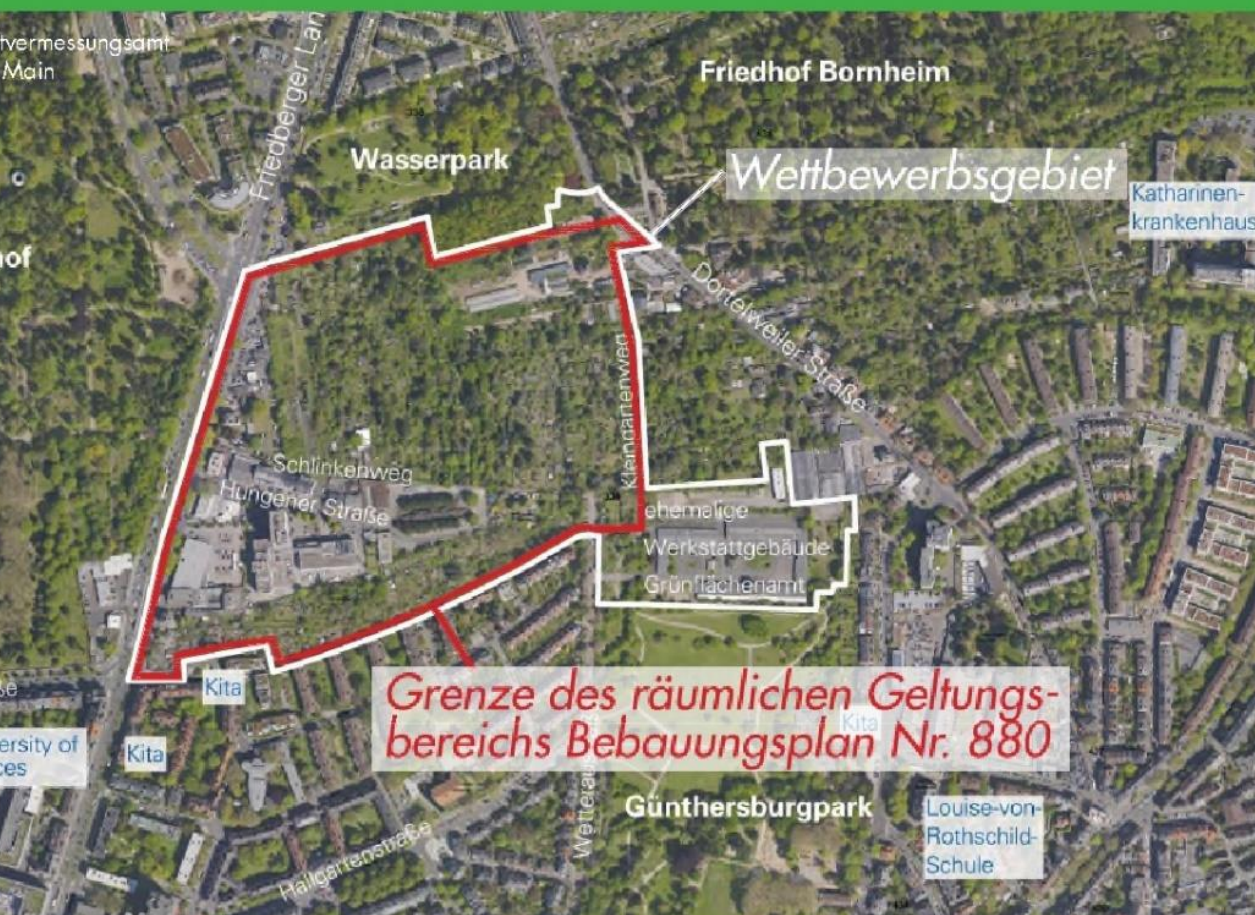 tvermessungsamt
Main
Friedberger Lan
Friedhof Bornheim
Wasserpark
Wettbewerbsgebiet
Katharinen-
krankenhaus
hof
Dortelweiler Straße
Kleingartenweg
Schlinkenweg
Hungener Straße
ehemalige
Werkstattgebäude
Grünflächenamt
Kita
Grenze des räumlichen Geltungs-
bereichs Bebauungsplan Nr. 880
Kita
Kita
ße
ersity of
ces
Wetterau
Günthersburgpark
Louise-von-
Rothschild-
Schule
Hallgartenstraße